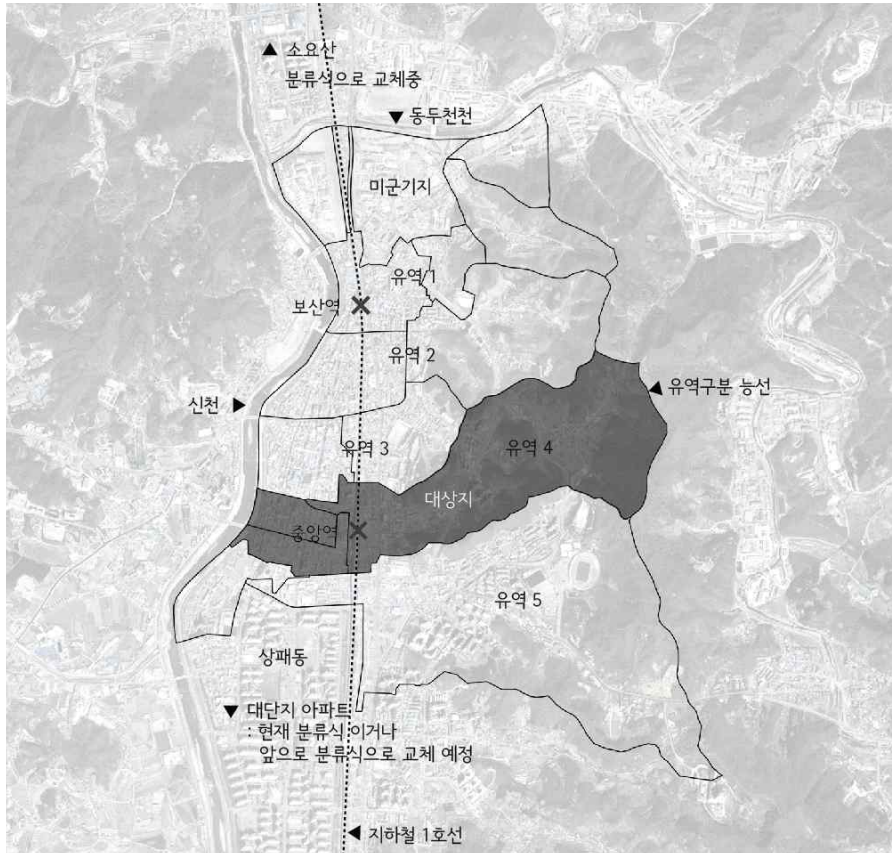 ▲ 소요산
분류식으로 교체중
▼ 동두천천
미군기지
유역 1
보산역
유역 2
유역구분 능선
신천 ▶
유역 3
유역 4
대상지
중앙역
유역 5
상패동
▼ 대단지 아파트
: 현재 분류식 이거나
앞으로 분류식으로 교체 예정
◀ 지하철 1호선